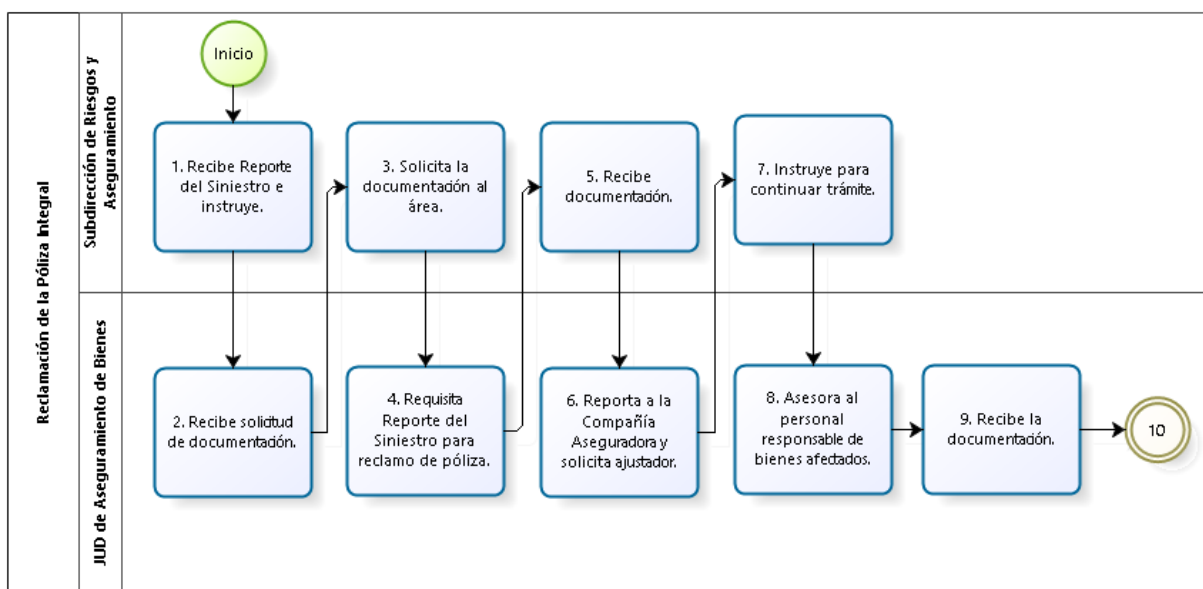 Reclamación de la Póliza Integral
Subdirección de Riesgos y
Aseguramiento
Inicio
1. Recibe Reporte
del Siniestro e
instruye.
3. Solicita la
documentación al
área.
5. Recibe
documentación.
7. Instruye para
continuar trámite.
JUD de Aseguramiento de Bienes
2. Recibe solicitud
de documentación.
4. Requisita
Reporte del
Siniestro para
reclamo de póliza.
6. Reporta a la
Compañía
Aseguradora y
solicita ajustador.
8. Asesora al
personal
responsable de
bienes afectados.
9. Recibe la
documentación.
10